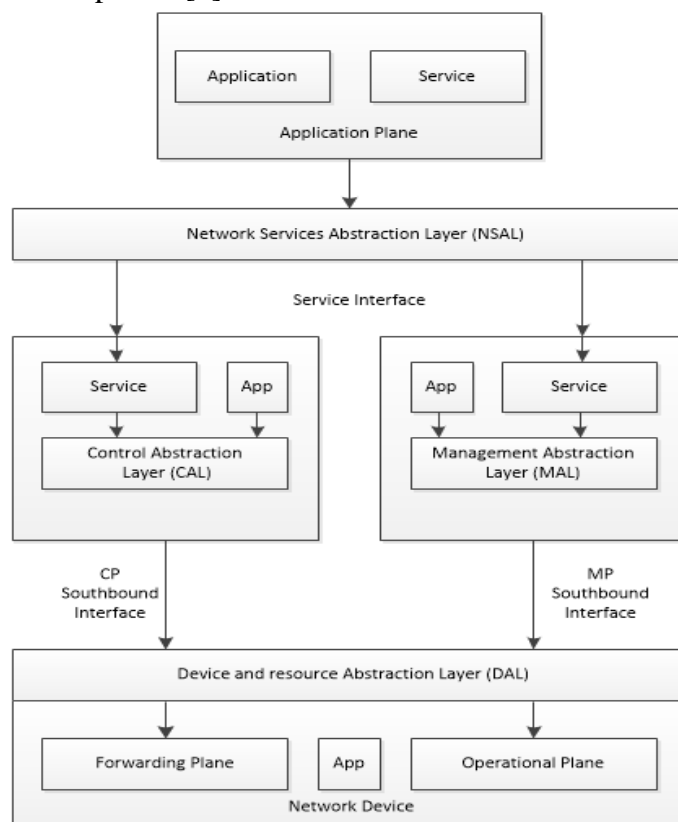 Application
Service
Application Plane
Network Services Abstraction Layer (NSAL)
Service Interface
Service
App
App
Service
Control Abstraction
Layer (CAL)
Management Abstraction
Layer (MAL)
CP
Southbound
Interface
MP
Southbound
Interface
Device and resource Abstraction Layer (DAL)
Forwarding Plane
App
Operational Plane
Network Device